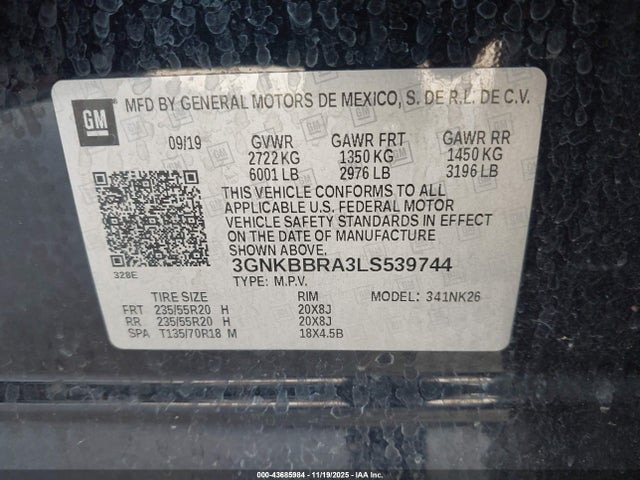 GM
MFD BY GENERAL MOTORS DE MEXICO, S. DE R.L. DE C.V.
09/19 GVWR GAWR FRT GAWR RR
2722 KG 1350 KG 1450 KG
6001 LB 2976 LB 3196 LB
THIS VEHICLE CONFORMS TO ALL
APPLICABLE U.S. FEDERAL MOTOR
VEHICLE SAFETY STANDARDS IN EFFECT
ON THE DATE OF MANUFACTURE
SHOWN ABOVE.
3GNKBBRA3LS539744
328E TYPE: M.P.V.
TIRE SIZE RIM MODEL: 341NK26
FRT 235/55R20 H 20X8J
RR 235/55R20 H 20X8J
SPA T135/70R18 M 18X4.5B
000-43685984 - 11/19/2025 - IAA Corp.